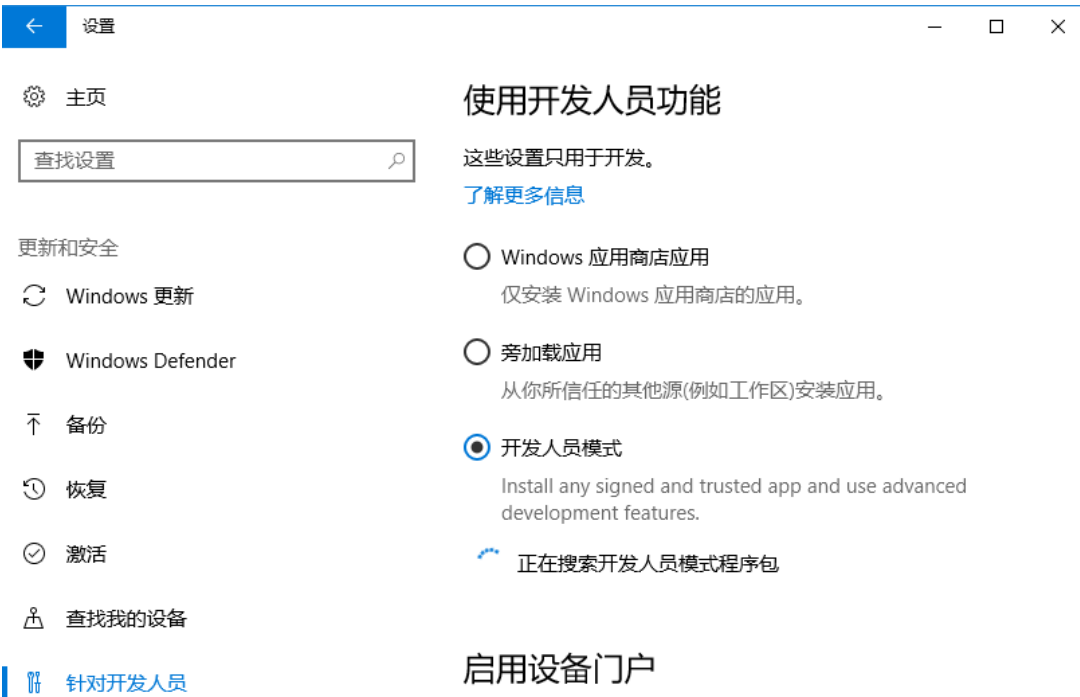 设置
主页
查找设置
更新和安全
Windows 更新
Windows Defender
备份
恢复
激活
查找我的设备
针对开发人员
使用开发人员功能
这些设置只用于开发。
了解更多信息
Windows 应用商店应用
仅安装 Windows 应用商店的应用。
旁加载应用
从你所信任的其他源(例如工作区)安装应用。
开发人员模式
Install any signed and trusted app and use advanced
development features.
正在搜索开发人员模式程序包
启用设备门户